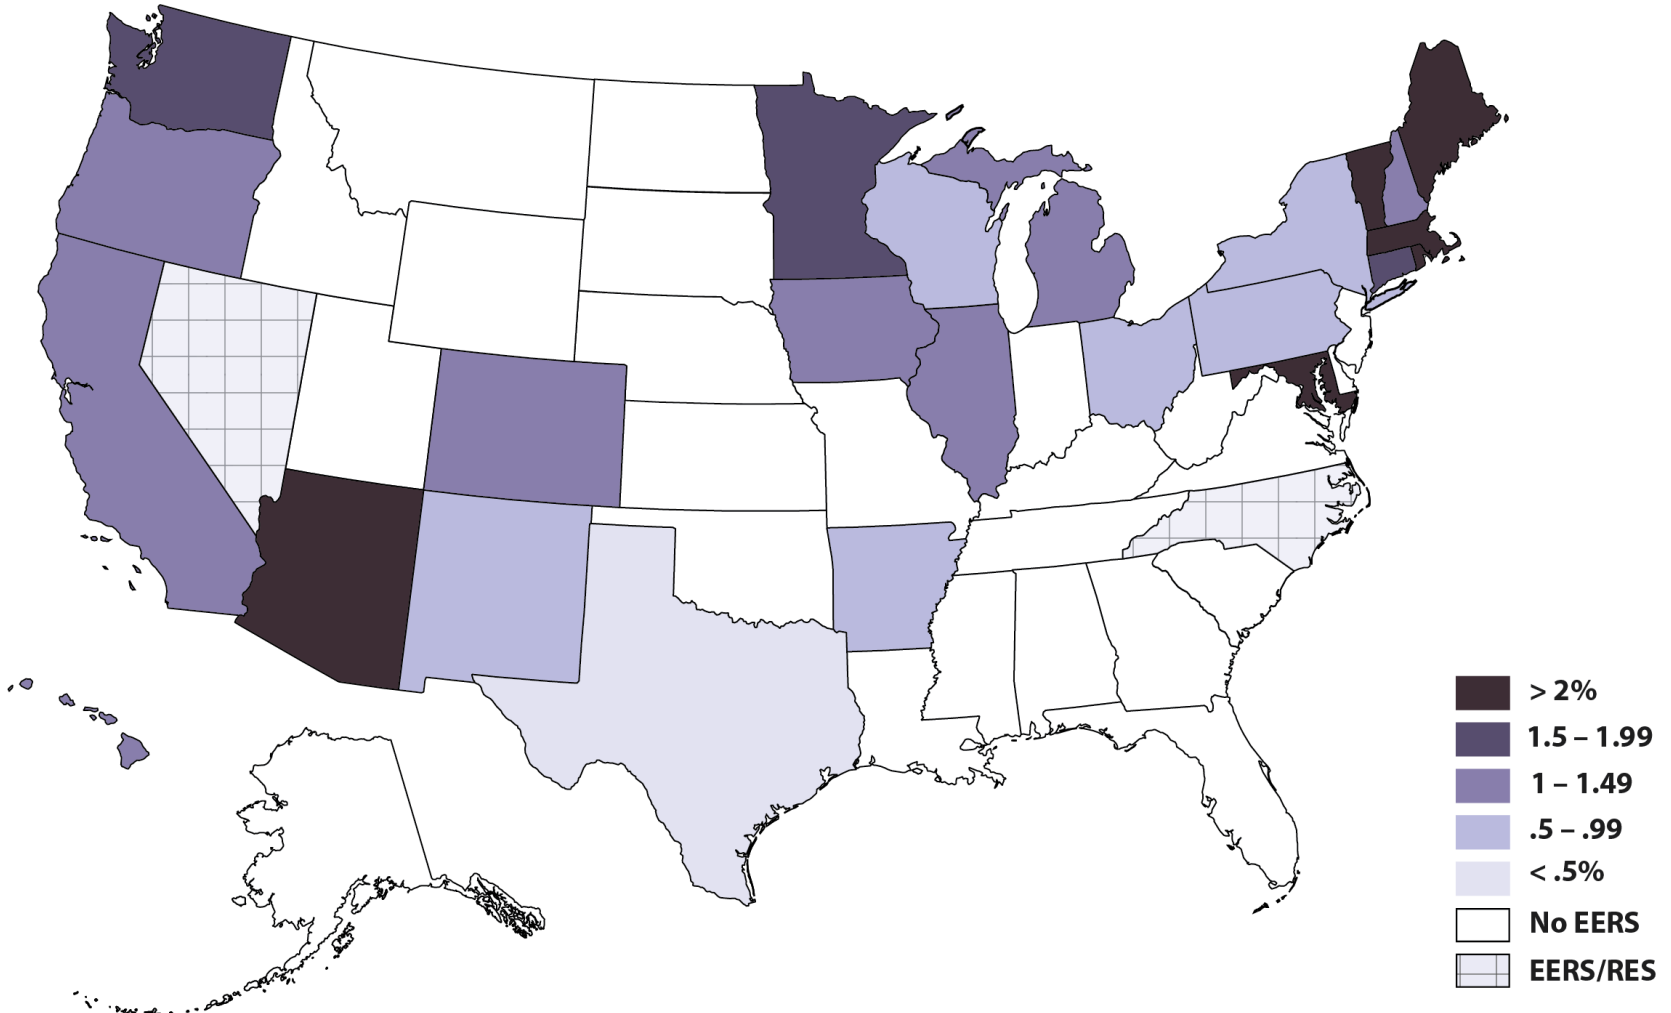 > 2%
1.5 – 1.99
1 – 1.49
.5 – .99
< .5%
No EERS
EERS/RES